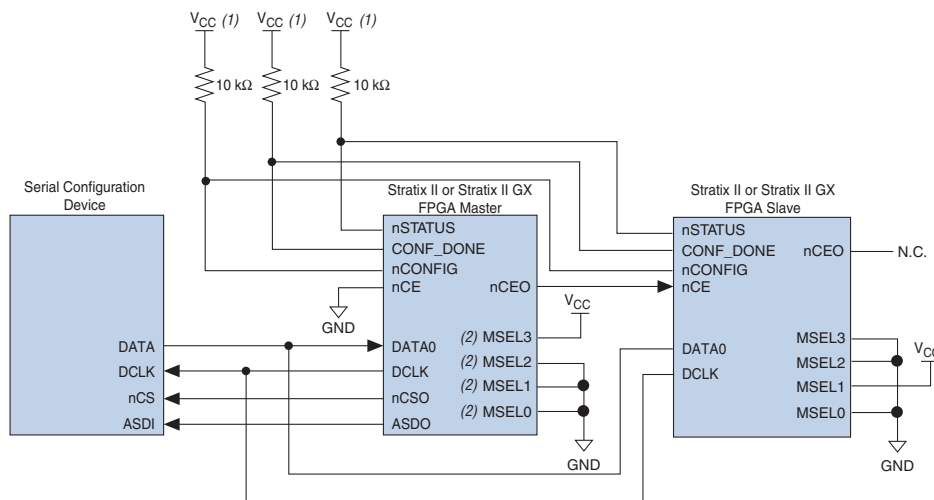 VCC (1)
VCC (1)
VCC (1)
10 kΩ
10 kΩ
10 kΩ
Serial Configuration
Device
DATA
DCLK
nCS
ASDI
Stratix II or Stratix II GX
FPGA Master
nSTATUS
CONF_DONE
nCONFIG
nCE
nCEO
GND
VCC
DATA0
DCLK
nCSO
ASDO
(2) MSEL3
(2) MSEL2
(2) MSEL1
(2) MSEL0
GND
Stratix II or Stratix II GX
FPGA Slave
nSTATUS
CONF_DONE
nCONFIG
nCE
nCEO
N.C.
DATA0
DCLK
MSEL3
MSEL2
MSEL1
MSEL0
VCC
GND